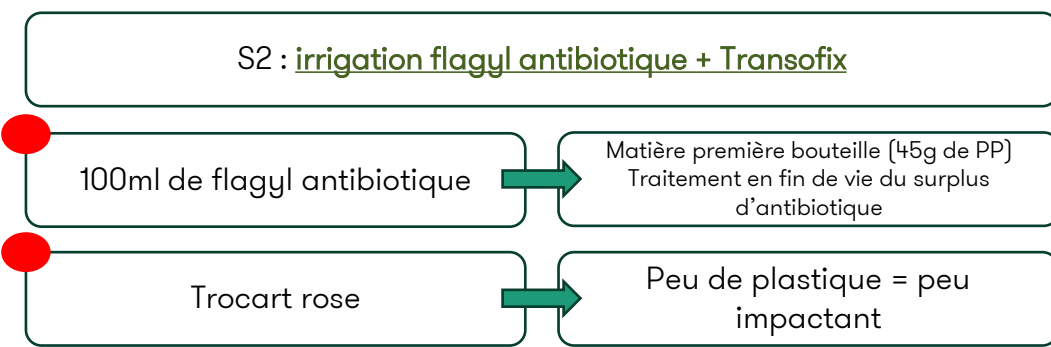 S2 : irrigation flagyl antibiotique + Transofix
100ml de flagyl antibiotique
Matière première bouteille (45g de PP)
Traitement en fin de vie du surplus
d'antibiotique
Trocart rose
Peu de plastique = peu
impactant